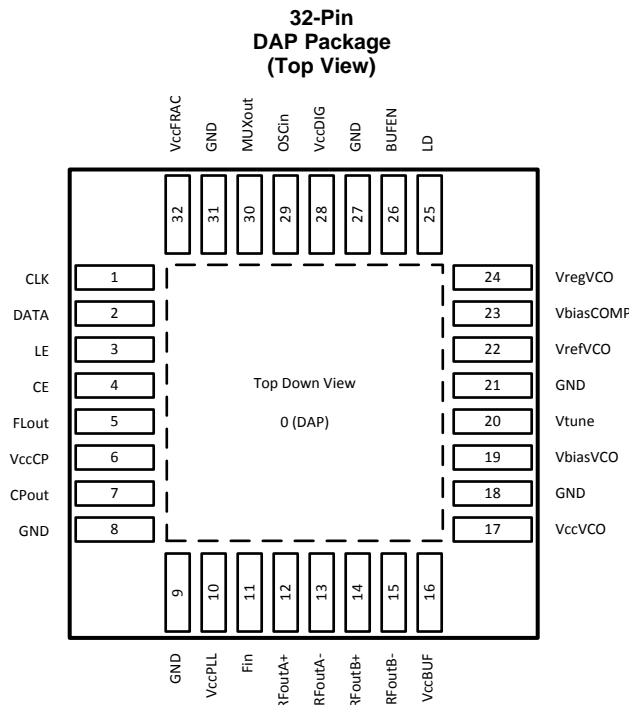 32-Pin
DAP Package
(Top View)
VccFRAC
GND
MUXout
OSCin
VccDIG
GND
BUFEN
LD
32
31
30
29
28
27
26
25
CLK 1
DATA 2
LE 3
CE 4
FLout 5
VccCP 6
CPout 7
GND 8
Top Down View
0 (DAP)
24 VregVCO
23 VbiasCOMP
22 VrefVCO
21 GND
20 Vtune
19 VbiasVCO
18 GND
17 VccVCO
9
10
11
12
13
14
15
16
GND
VccPLL
Fin
RFoutA+
RFoutA-
RFoutB+
RFoutB-
VccBUF